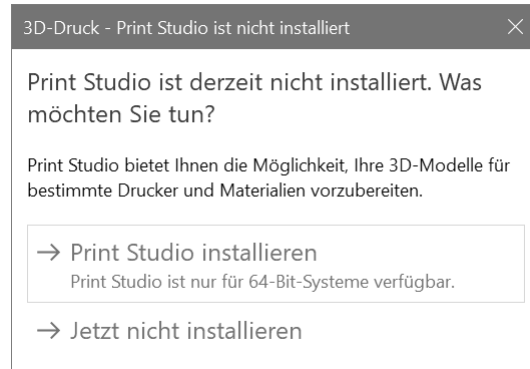 3D-Druck - Print Studio ist nicht installiert
Print Studio ist derzeit nicht installiert. Was
möchten Sie tun?
Print Studio bietet Ihnen die Möglichkeit, Ihre 3D-Modelle für
bestimmte Drucker und Materialien vorzubereiten.
→ Print Studio installieren
Print Studio ist nur für 64-Bit-Systeme verfügbar.
→ Jetzt nicht installieren